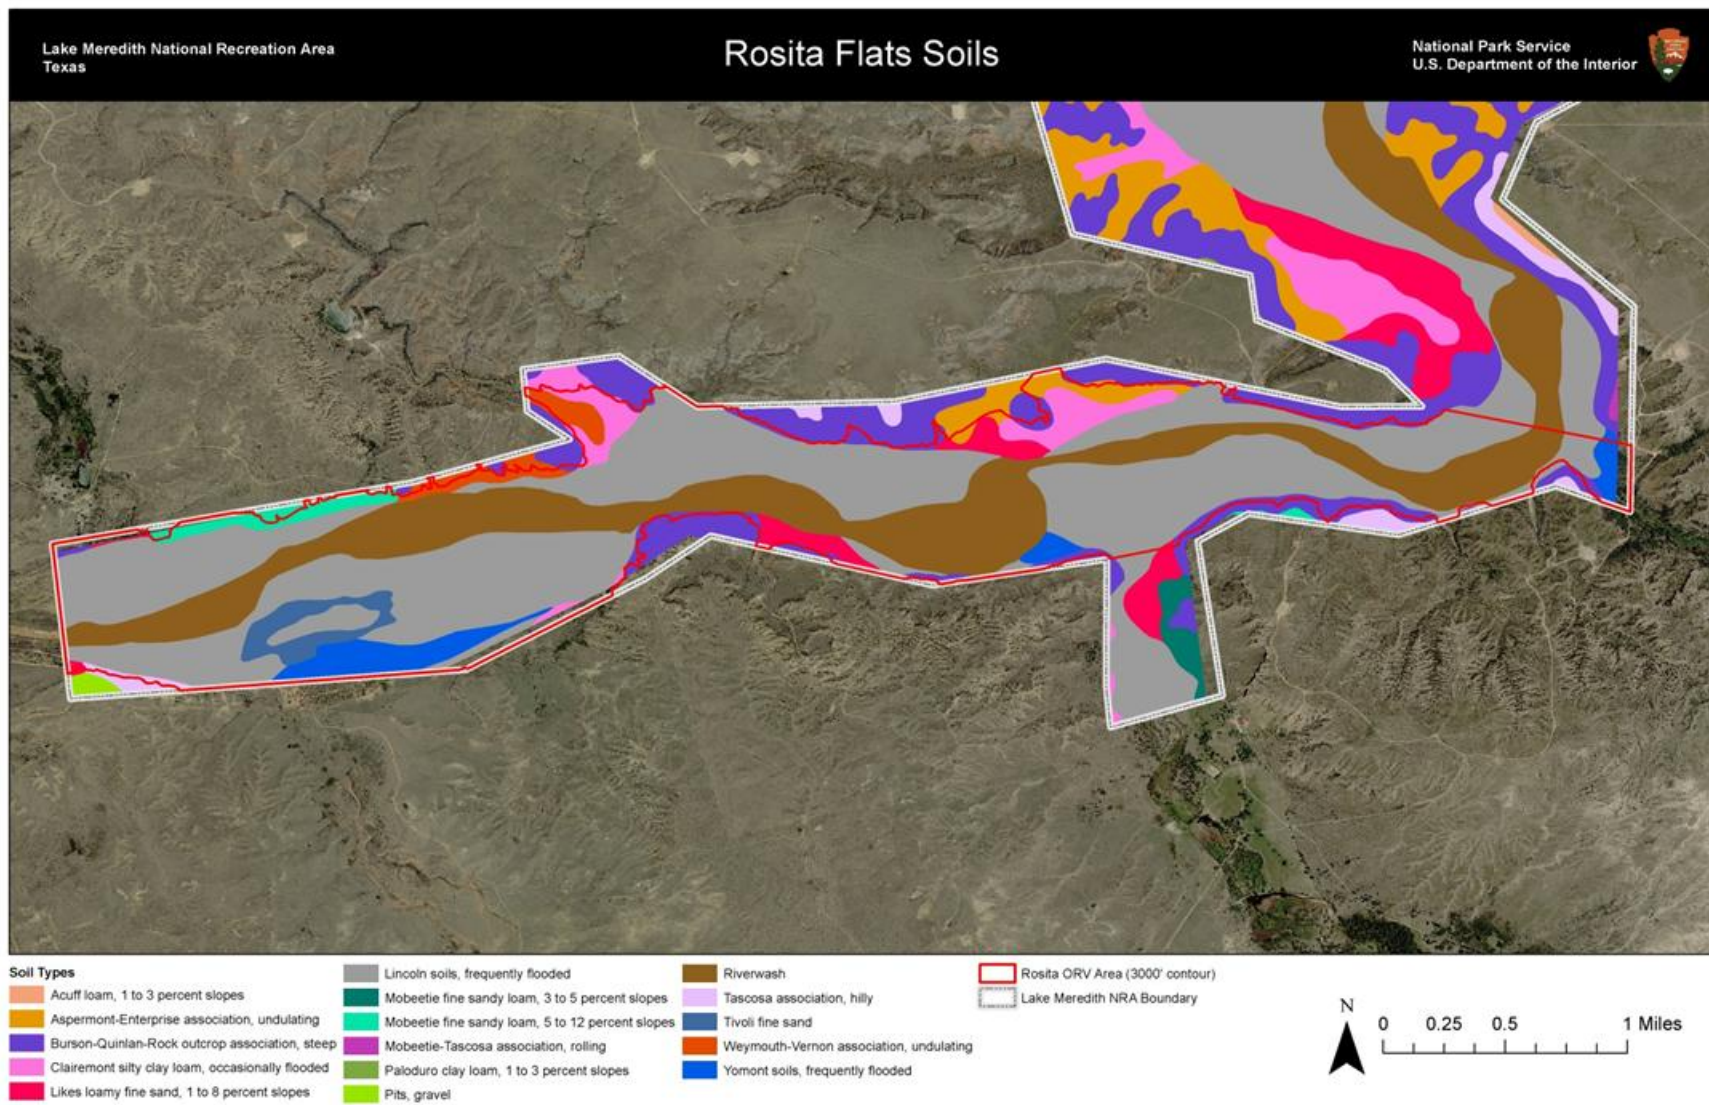 Lake Meredith National Recreation Area
Texas
Rosita Flats Soils
National Park Service
U.S. Department of the Interior
Soil Types
Acuff loam, 1 to 3 percent slopes
Aspermont-Enterprise association, undulating
Burson-Quinlan-Rock outcrop association, steep
Clairemont silty clay loam, occasionally flooded
Likes loamy fine sand, 1 to 8 percent slopes
Lincoln soils, frequently flooded
Mobeetie fine sandy loam, 3 to 5 percent slopes
Mobeetie fine sandy loam, 5 to 12 percent slopes
Mobeetie-Tascosa association, rolling
Paloduro clay loam, 1 to 3 percent slopes
Pits, gravel
Riverwash
Tascosa association, hilly
Tivoli fine sand
Weymouth-Vernon association, undulating
Yomont soils, frequently flooded
Rosita ORV Area (3000' contour)
Lake Meredith NRA Boundary
N
0 0.25 0.5 1 Miles